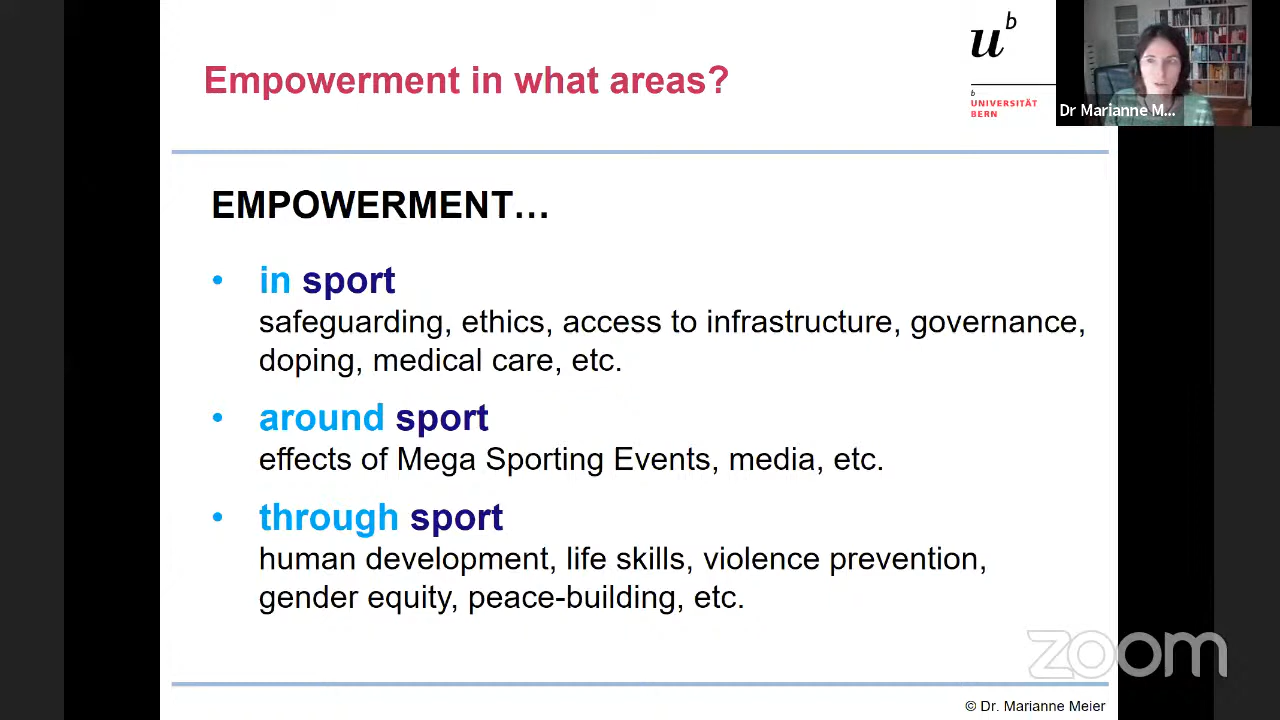 Empowerment in what areas?
u
b
b
UNIVERSITÄT
BERN
Dr Marianne M...
EMPOWERMENT…
• in sport
safeguarding, ethics, access to infrastructure, governance,
doping, medical care, etc.
• around sport
effects of Mega Sporting Events, media, etc.
• through sport
human development, life skills, violence prevention,
gender equity, peace-building, etc.
zoom
© Dr. Marianne Meier